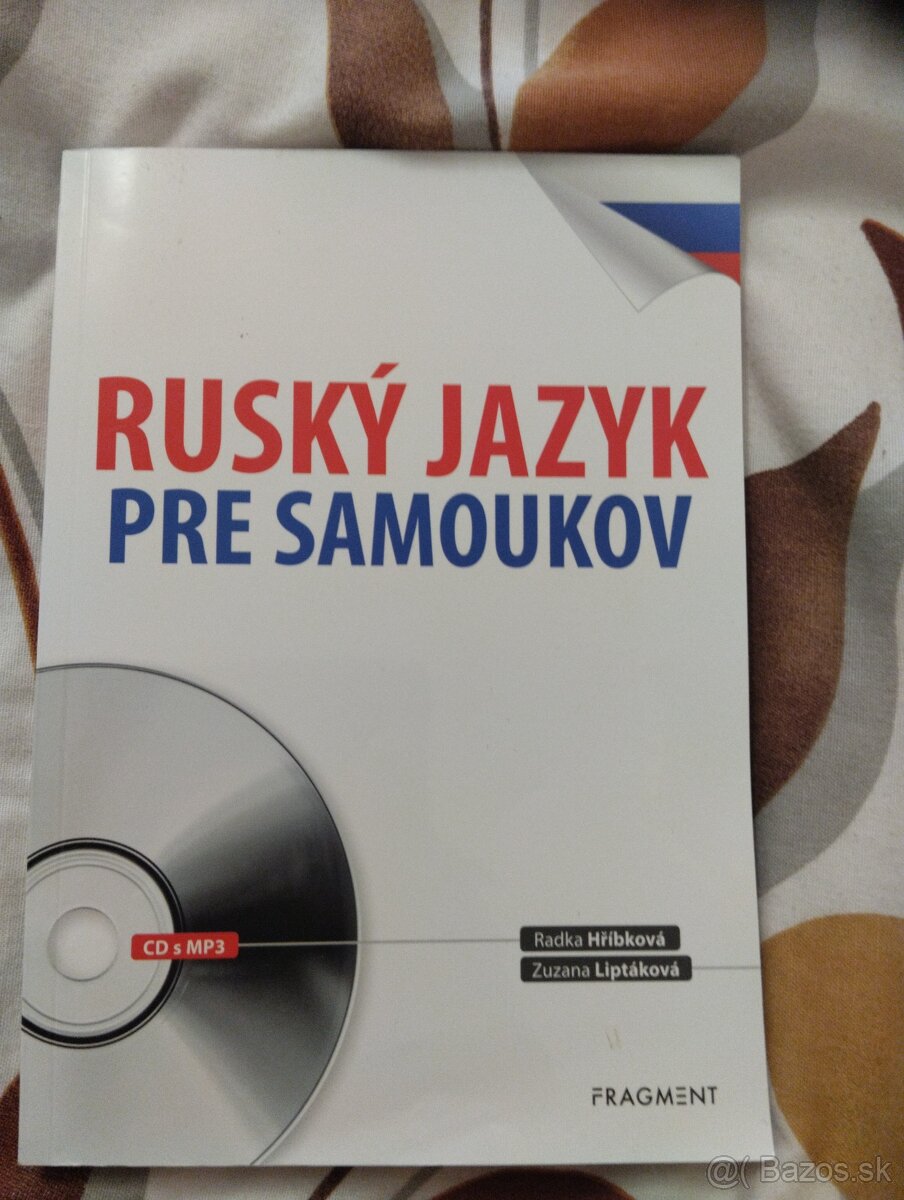 RUSKÝ JAZYK
PRE SAMOUKOV
CD s MP3
Radka Hříbková
Zuzana Liptáková
FRAGMENT
@( Bazos.sk